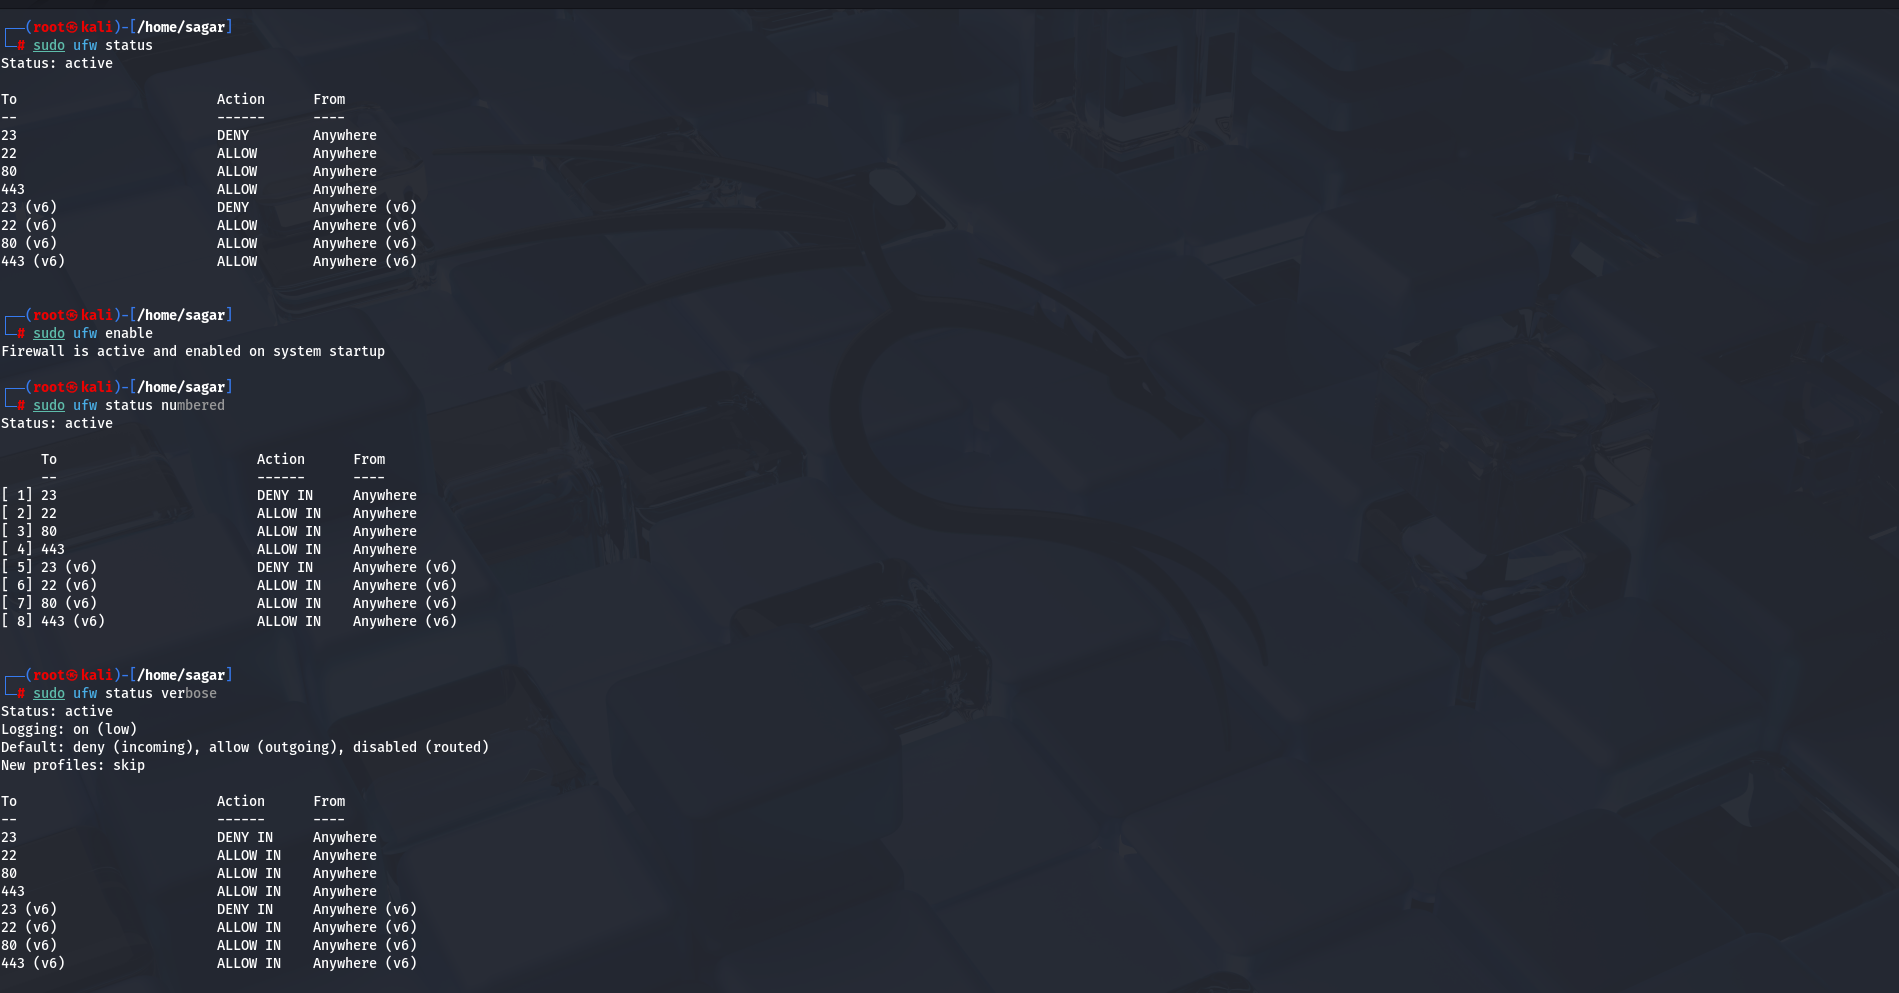 ┌──(root㉿kali)-[/home/sagar]
└─# sudo ufw status
Status: active
To                         Action      From
--                         ------      ----
23                         DENY        Anywhere
22                         ALLOW       Anywhere
80                         ALLOW       Anywhere
443                        ALLOW       Anywhere
23 (v6)                    DENY        Anywhere (v6)
22 (v6)                    ALLOW       Anywhere (v6)
80 (v6)                    ALLOW       Anywhere (v6)
443 (v6)                   ALLOW       Anywhere (v6)
┌──(root㉿kali)-[/home/sagar]
└─# sudo ufw enable
Firewall is active and enabled on system startup
┌──(root㉿kali)-[/home/sagar]
└─# sudo ufw status numbered
Status: active
     To                         Action      From
     --                         ------      ----
[ 1] 23                         DENY IN     Anywhere
[ 2] 22                         ALLOW IN    Anywhere
[ 3] 80                         ALLOW IN    Anywhere
[ 4] 443                        ALLOW IN    Anywhere
[ 5] 23 (v6)                    DENY IN     Anywhere (v6)
[ 6] 22 (v6)                    ALLOW IN    Anywhere (v6)
[ 7] 80 (v6)                    ALLOW IN    Anywhere (v6)
[ 8] 443 (v6)                   ALLOW IN    Anywhere (v6)
┌──(root㉿kali)-[/home/sagar]
└─# sudo ufw status verbose
Status: active
Logging: on (low)
Default: deny (incoming), allow (outgoing), disabled (routed)
New profiles: skip
To                         Action      From
--                         ------      ----
23                         DENY IN     Anywhere
22                         ALLOW IN    Anywhere
80                         ALLOW IN    Anywhere
443                        ALLOW IN    Anywhere
23 (v6)                    DENY IN     Anywhere (v6)
22 (v6)                    ALLOW IN    Anywhere (v6)
80 (v6)                    ALLOW IN    Anywhere (v6)
443 (v6)                   ALLOW IN    Anywhere (v6)